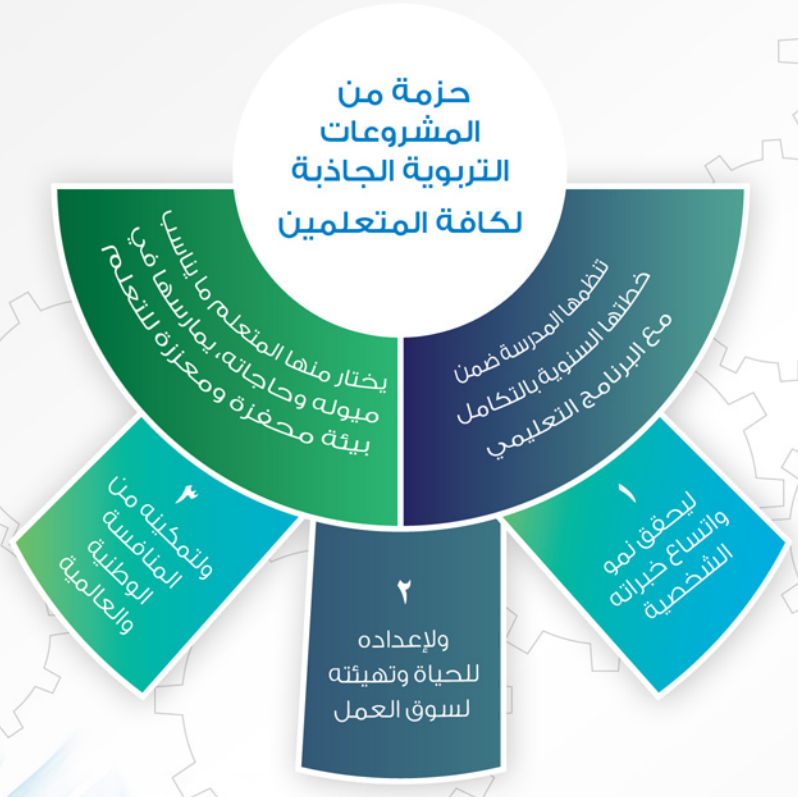 حزمة من
المشروعات
التربوية الجاذبة
لكافة المتعلمين
تنظمها المدرسة ضمن
خطتها السنوية بالتكامل
مع البرنامج التعليمي
يختار منها المتعلم ما يناسب
ميوله وحاجاته، يمارسها في
بيئة محفزة ومعززة للتعلم
١
ليحقق نمو
واتساع خبراته
الشخصية
٢
ولإعداده
للحياة وتهيئته
لسوق العمل
٣
ولتمكينه من
المنافسة
الوطنية
والعالمية